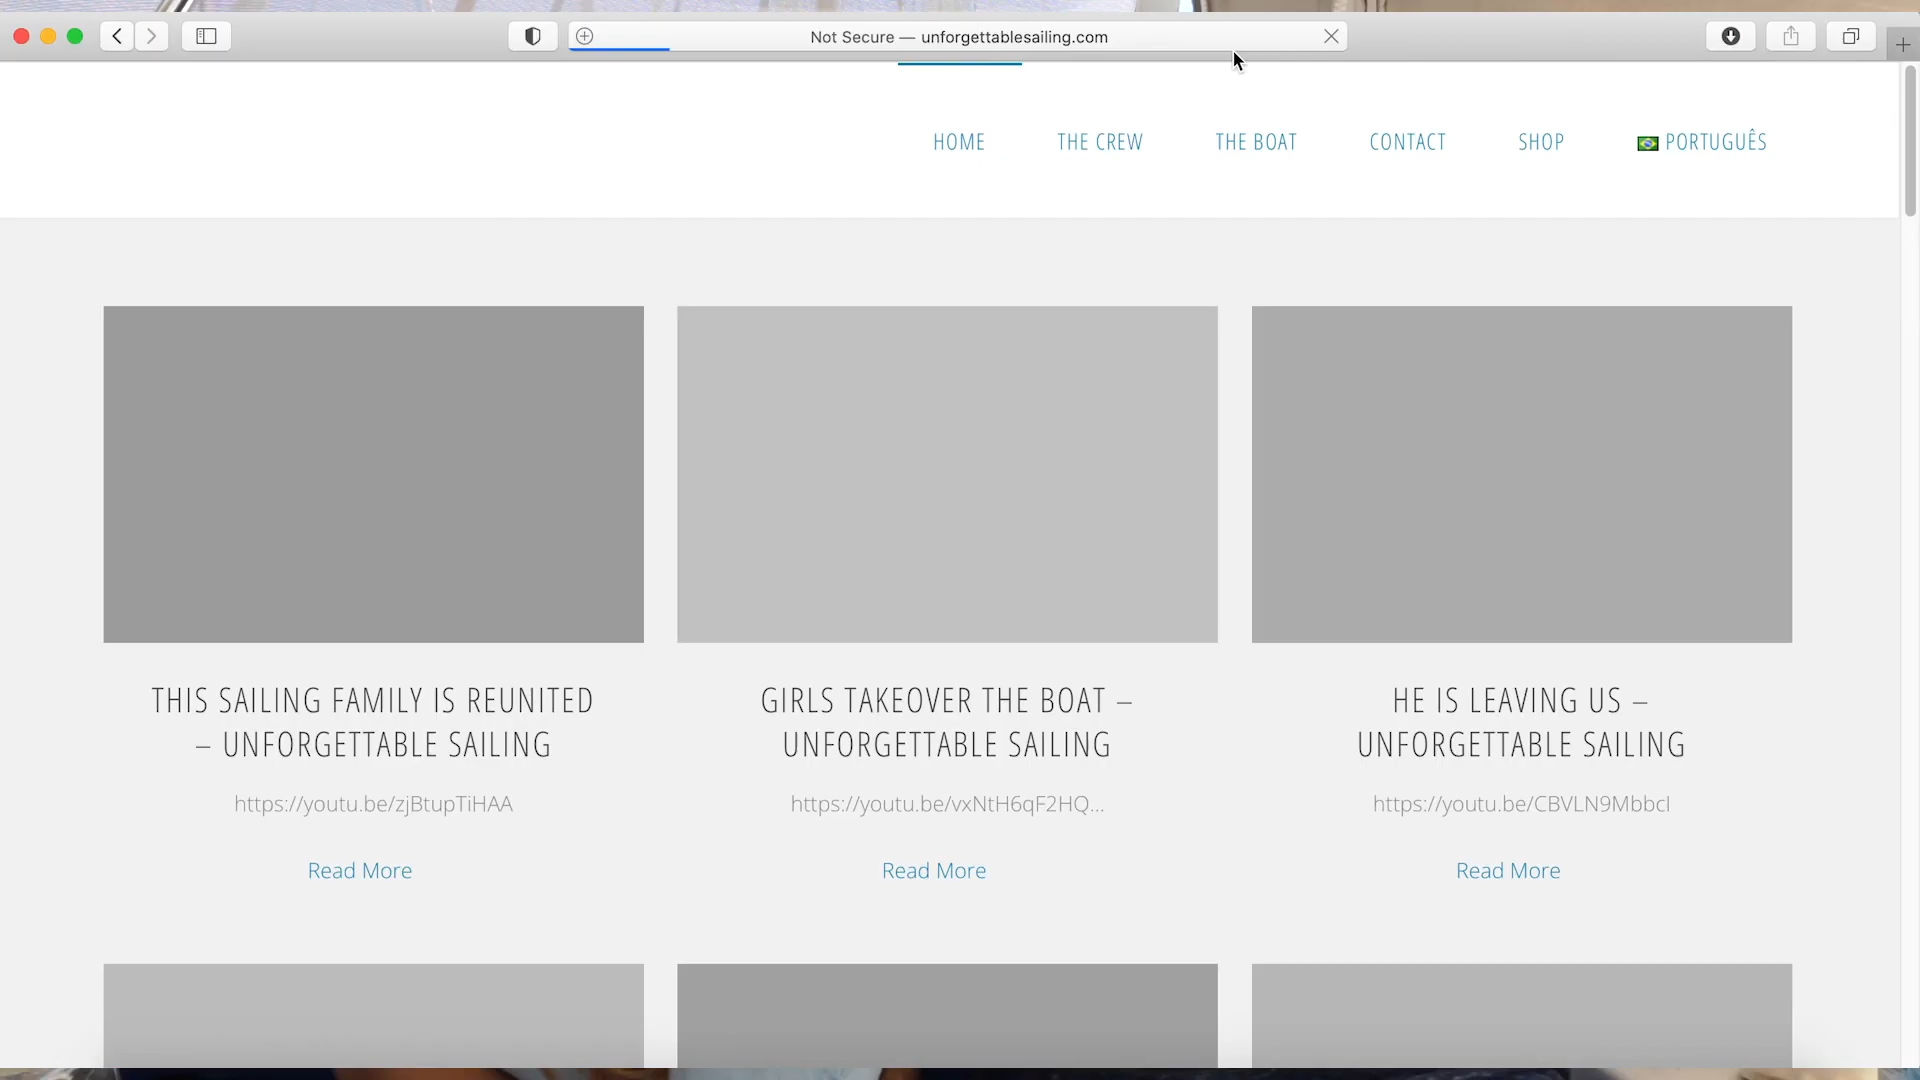 Not Secure — unforgettablesailing.com
HOME THE CREW THE BOAT CONTACT SHOP PORTUGUÊS
THIS SAILING FAMILY IS REUNITED
– UNFORGETTABLE SAILING
https://youtu.be/zjBtupTiHAA
Read More
GIRLS TAKEOVER THE BOAT –
UNFORGETTABLE SAILING
https://youtu.be/vxNtH6qF2HQ...
Read More
HE IS LEAVING US –
UNFORGETTABLE SAILING
https://youtu.be/CBVLN9MbbcI
Read More